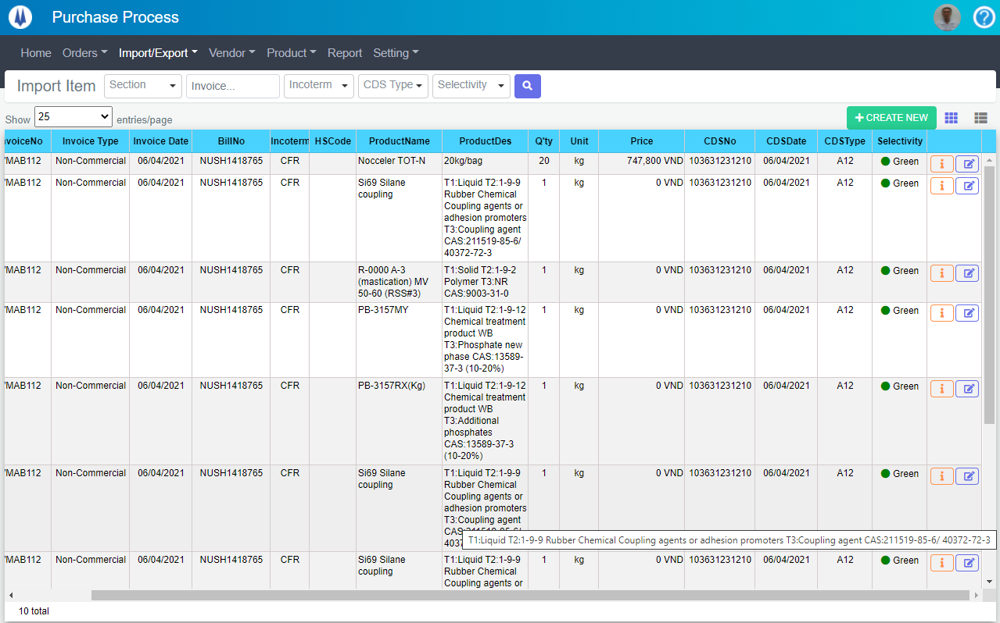 Purchase Process
Home Orders Import/Export Vendor Product Report Setting
Import Item Section Invoice... Incoterm CDS Type Selectivity
Show 25 entries/page + CREATE NEW
voiceNo Invoice Type Invoice Date BillNo Incoterm HSCode ProductName ProductDes Q'ty Unit Price CDSNo CDSDate CDSType Selectivity
/MAB112 Non-Commercial 06/04/2021 NUSH1418765 CFR Nocceler TOT-N 20kg/bag 20 kg 747,800 VND 103631231210 06/04/2021 A12 Green
/MAB112 Non-Commercial 06/04/2021 NUSH1418765 CFR Si69 Silane T1:Liquid T2:1-9-9 1 kg 0 VND 103631231210 06/04/2021 A12 Green
coupling Rubber Chemical
Coupling agents or
adhesion promoters
T3:Coupling agent
CAS:211519-85-6/
40372-72-3
/MAB112 Non-Commercial 06/04/2021 NUSH1418765 CFR R-0000 A-3 T1:Solid T2:1-9-2 1 kg 0 VND 103631231210 06/04/2021 A12 Green
(mastication) MV Polymer T3:NR
50-60 (RSS#3) CAS:9003-31-0
/MAB112 Non-Commercial 06/04/2021 NUSH1418765 CFR PB-3157MY T1:Liquid T2:1-9-12 1 kg 0 VND 103631231210 06/04/2021 A12 Green
Chemical treatment
product WB
T3:Phosphate new
phase CAS:13589-
37-3 (10-20%)
/MAB112 Non-Commercial 06/04/2021 NUSH1418765 CFR PB-3157RX(Kg) T1:Liquid T2:1-9-12 1 kg 0 VND 103631231210 06/04/2021 A12 Green
Chemical treatment
product WB
T3:Additional
phosphates
CAS:13589-37-3
(10-20%)
/MAB112 Non-Commercial 06/04/2021 NUSH1418765 CFR Si69 Silane T1:Liquid T2:1-9-9 1 kg 0 VND 103631231210 06/04/2021 A12 Green
coupling Rubber Chemical
Coupling agents or
adhesion promoters
T3:Coupling agent
T1:Liquid T2:1-9-9 Rubber Chemical Coupling agents or adhesion promoters T3:Coupling agent CAS:211519-85-6/ 40372-72-3
/MAB112 Non-Commercial 06/04/2021 NUSH1418765 CFR Si69 Silane T1:Liquid T2:1-9-9 1 kg 0 VND 103631231210 06/04/2021 A12 Green
coupling Rubber Chemical
Coupling agents or
10 total